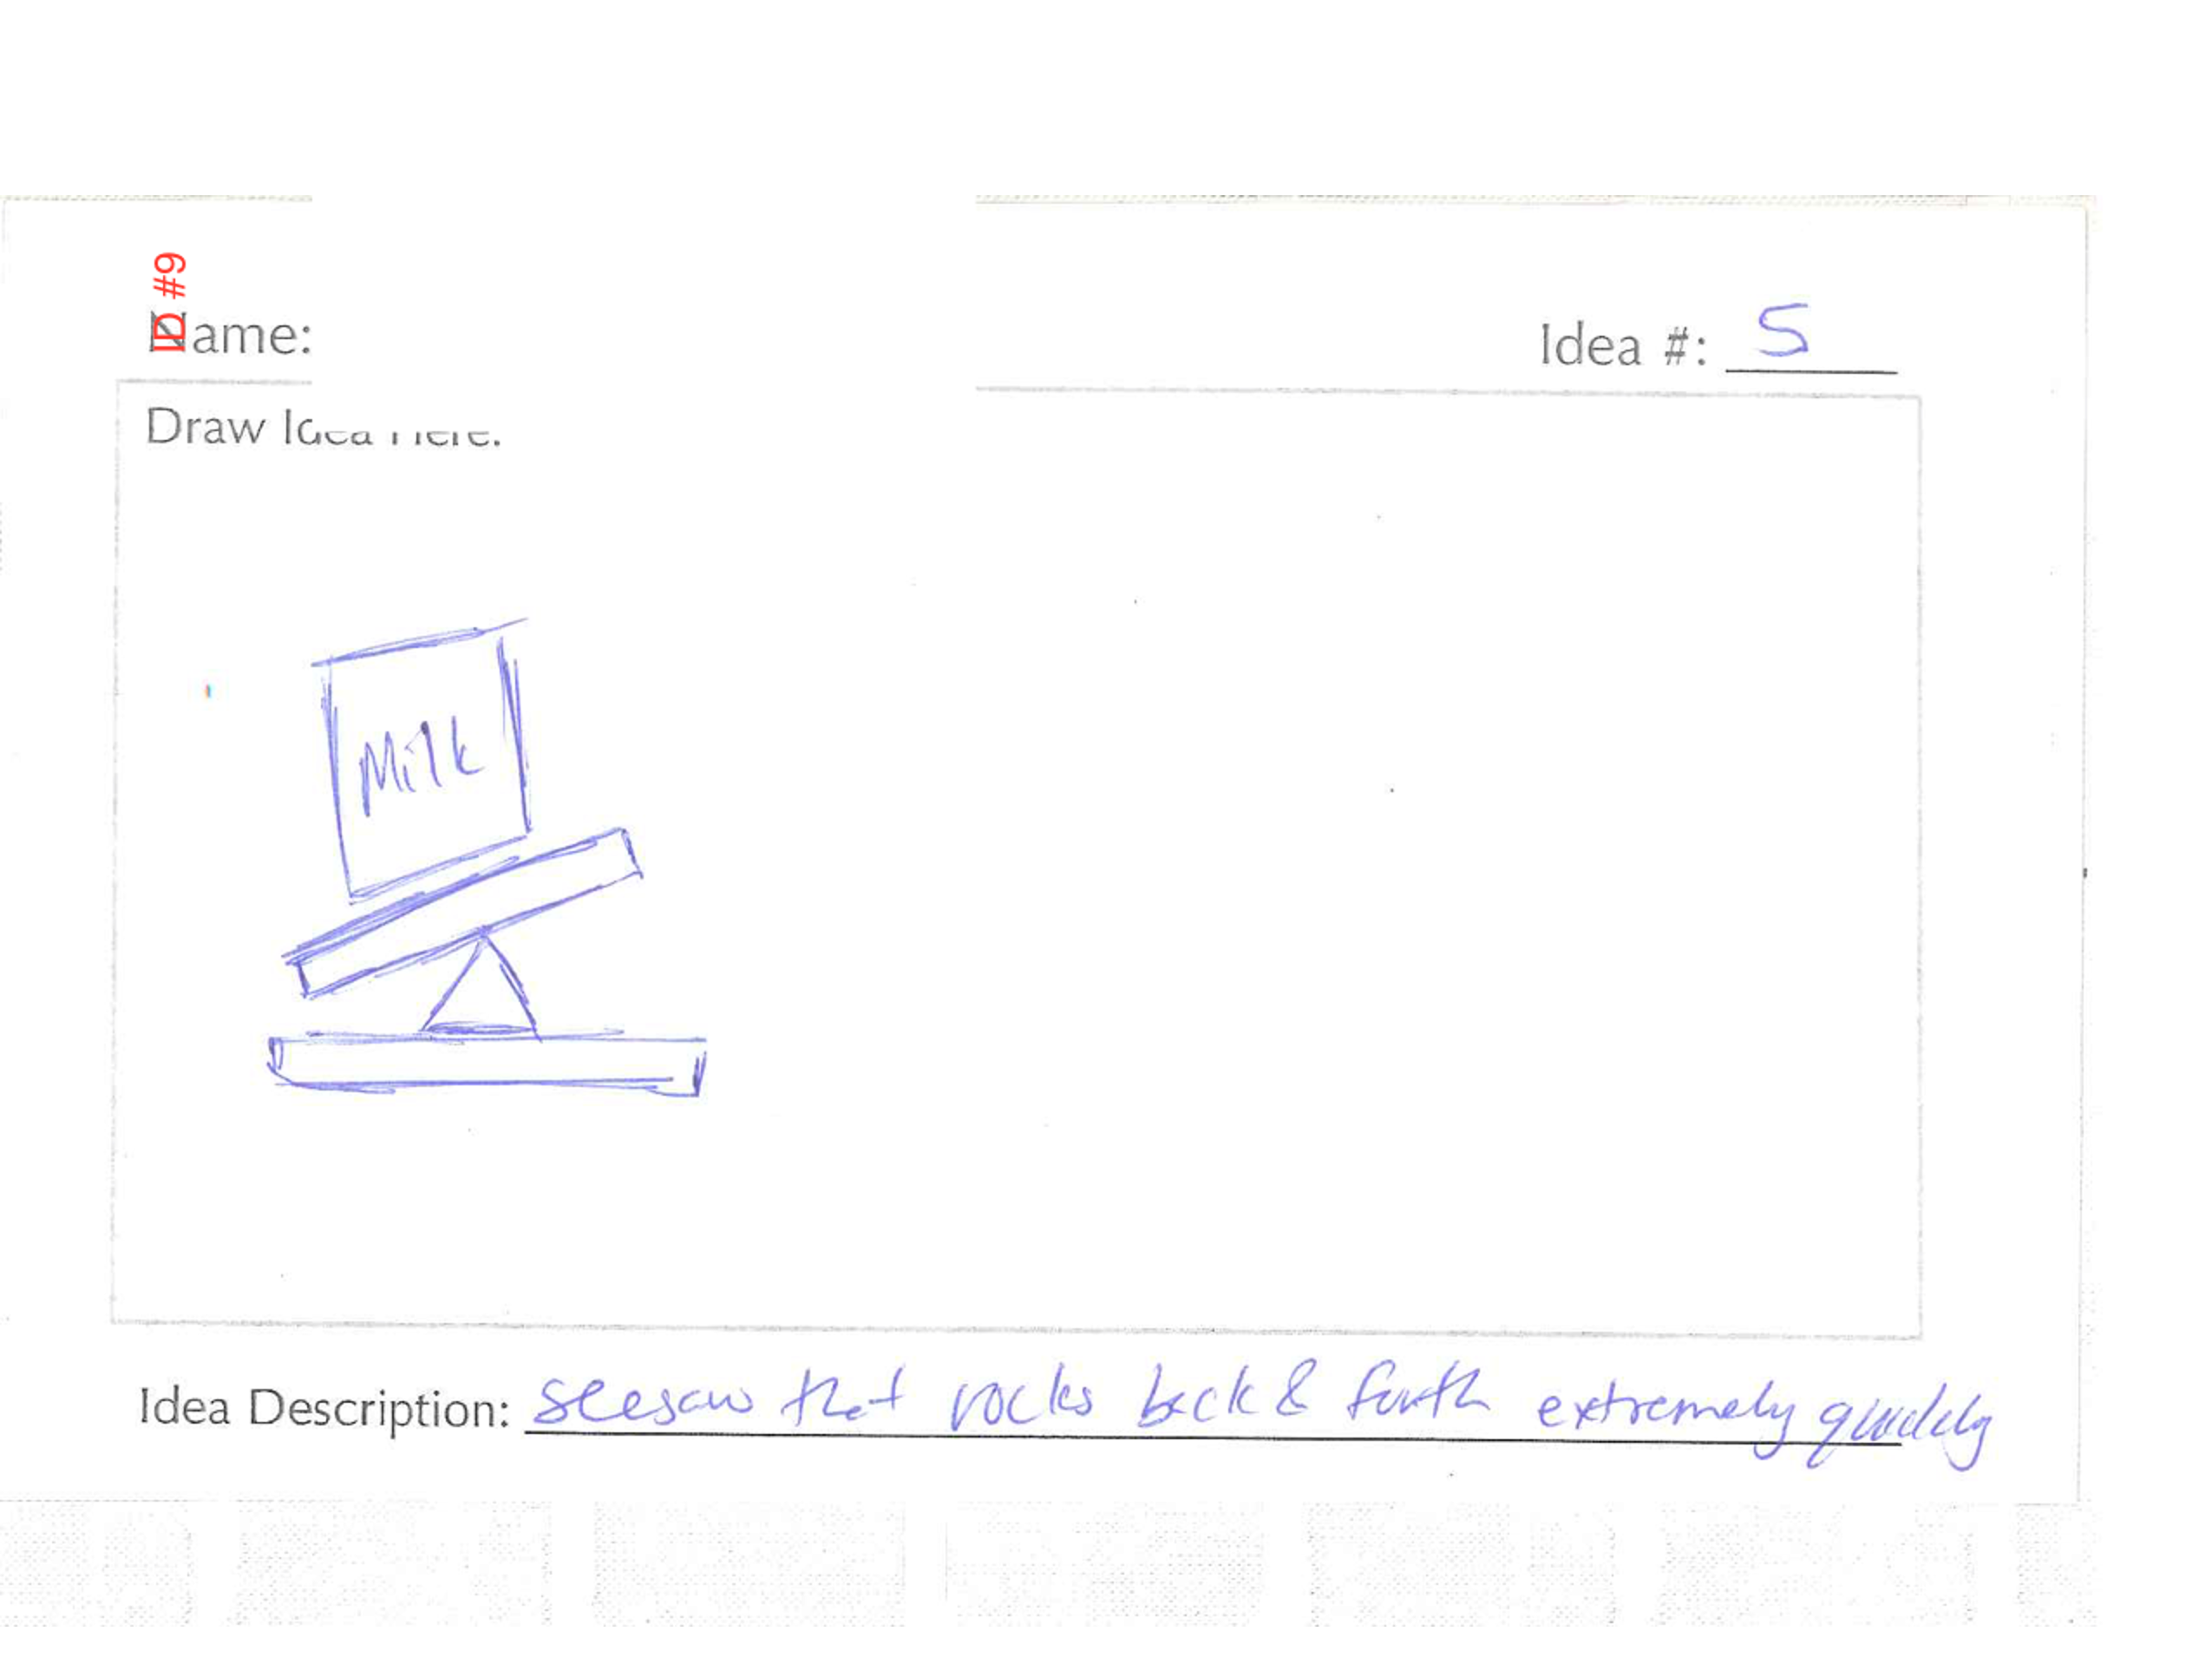 ID #9
Name:
Idea #: 5
Draw Idea Here:
Milk
Idea Description: seesaw that rocks back & forth extremely quickly